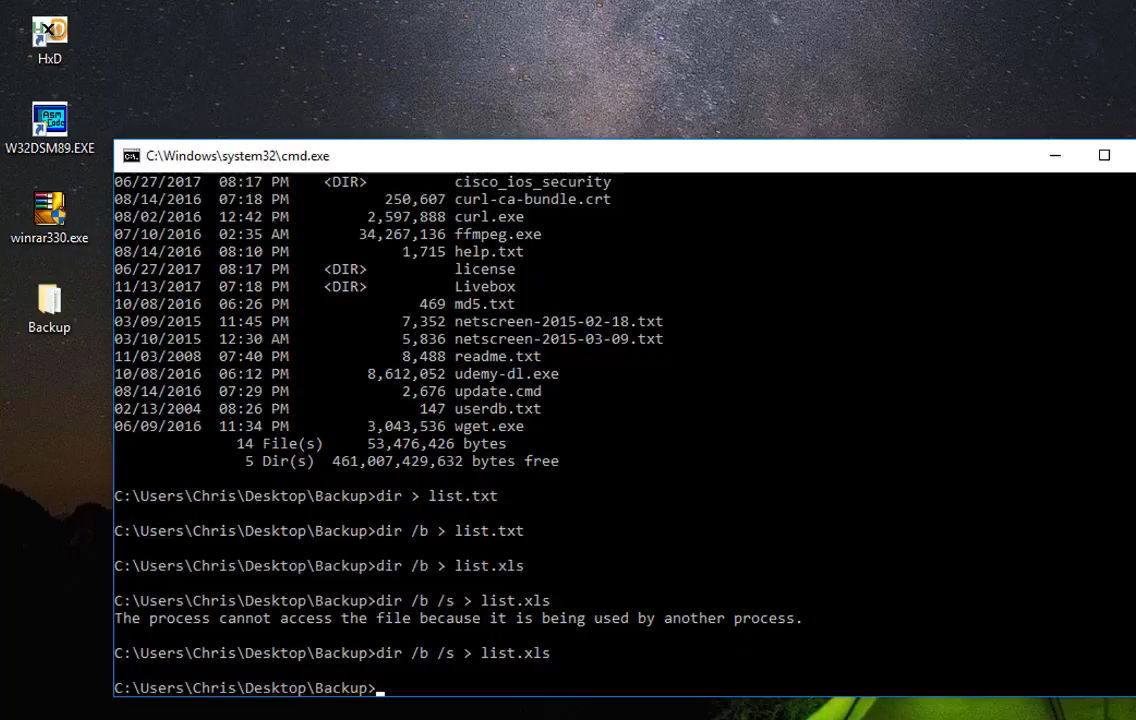 HxD
W32DSM89.EXE
winrar330.exe
Backup
C:\Windows\system32\cmd.exe
06/27/2017  08:17 PM    <DIR>          cisco_ios_security
08/14/2016  07:18 PM           250,607 curl-ca-bundle.crt
08/02/2016  12:42 PM         2,597,888 curl.exe
07/10/2016  02:35 AM        34,267,136 ffmpeg.exe
08/14/2016  08:10 PM             1,715 help.txt
06/27/2017  08:17 PM    <DIR>          license
11/13/2017  07:18 PM    <DIR>          Livebox
10/08/2016  06:26 PM               469 md5.txt
03/09/2015  11:45 PM             7,352 netscreen-2015-02-18.txt
03/10/2015  12:30 AM             5,836 netscreen-2015-03-09.txt
11/03/2008  07:40 PM             8,488 readme.txt
10/08/2016  06:12 PM         8,612,052 udemy-dl.exe
08/14/2016  07:29 PM             2,676 update.cmd
02/13/2004  08:26 PM               147 userdb.txt
06/09/2016  11:34 PM         3,043,536 wget.exe
              14 File(s)     53,476,426 bytes
               5 Dir(s)  461,007,429,632 bytes free
C:\Users\Chris\Desktop\Backup>dir > list.txt
C:\Users\Chris\Desktop\Backup>dir /b > list.txt
C:\Users\Chris\Desktop\Backup>dir /b > list.xls
C:\Users\Chris\Desktop\Backup>dir /b /s > list.xls
The process cannot access the file because it is being used by another process.
C:\Users\Chris\Desktop\Backup>dir /b /s > list.xls
C:\Users\Chris\Desktop\Backup>